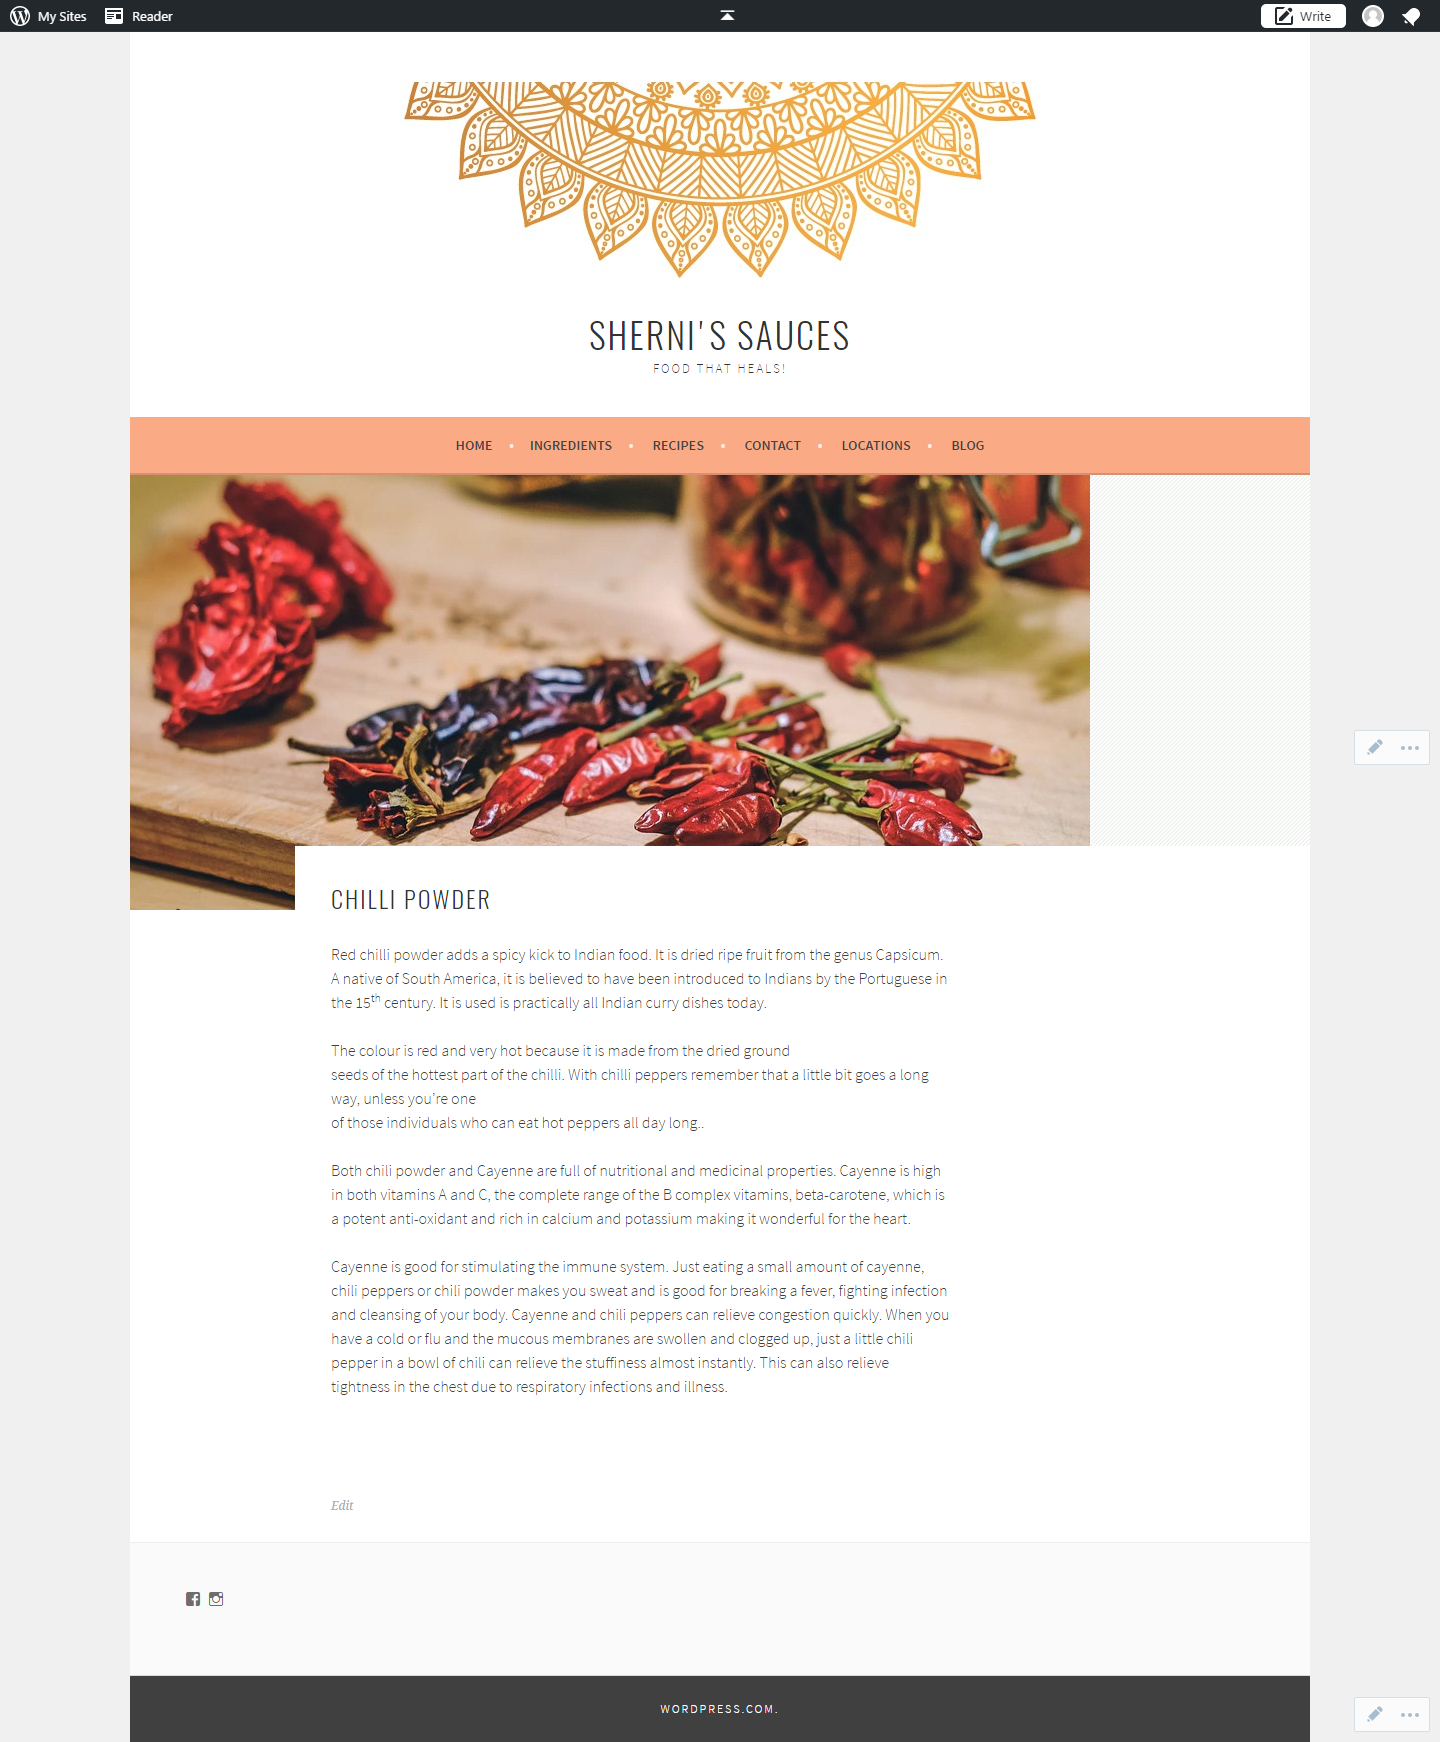 My Sites
Reader
Write
SHERNI'S SAUCES
FOOD THAT HEALS!
HOME • INGREDIENTS • RECIPES • CONTACT • LOCATIONS • BLOG
CHILLI POWDER
Red chilli powder adds a spicy kick to Indian food. It is dried ripe fruit from the genus Capsicum.
A native of South America, it is believed to have been introduced to Indians by the Portuguese in
the 15th century. It is used is practically all Indian curry dishes today.
The colour is red and very hot because it is made from the dried ground
seeds of the hottest part of the chilli. With chilli peppers remember that a little bit goes a long
way, unless you’re one
of those individuals who can eat hot peppers all day long..
Both chili powder and Cayenne are full of nutritional and medicinal properties. Cayenne is high
in both vitamins A and C, the complete range of the B complex vitamins, beta-carotene, which is
a potent anti-oxidant and rich in calcium and potassium making it wonderful for the heart.
Cayenne is good for stimulating the immune system. Just eating a small amount of cayenne,
chili peppers or chili powder makes you sweat and is good for breaking a fever, fighting infection
and cleansing of your body. Cayenne and chili peppers can relieve congestion quickly. When you
have a cold or flu and the mucous membranes are swollen and clogged up, just a little chili
pepper in a bowl of chili can relieve the stuffiness almost instantly. This can also relieve
tightness in the chest due to respiratory infections and illness.
Edit
WORDPRESS.COM.